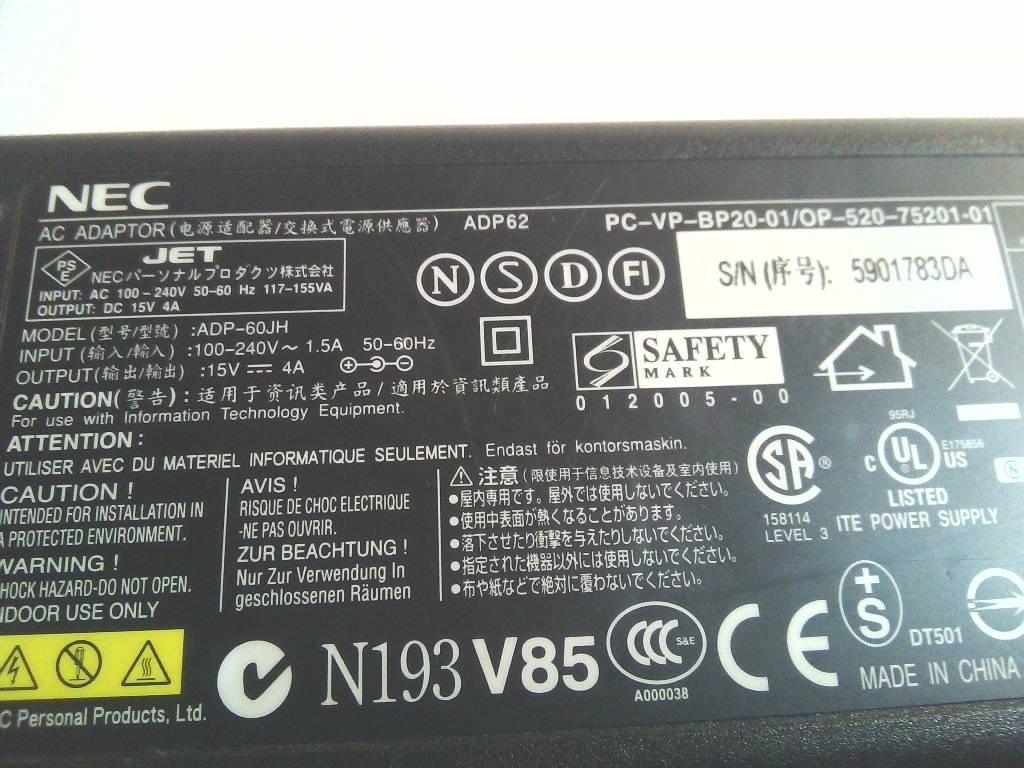 NEC
AC ADAPTOR (电源适配器/交換式電源供應器) ADP62 PC-VP-BP20-01/OP-520-75201-01
PS E JET
NECパーソナルプロダクツ株式会社
INPUT: AC 100-240V 50-60 Hz 117-155VA
OUTPUT: DC 15V 4A
N S D FI
S/N (序号): 5901783DA
MODEL (型号/型號) :ADP-60JH
INPUT (输入/輸入) :100-240V~ 1.5A 50-60Hz
OUTPUT(输出/輸出) :15V ⎓ 4A
SAFETY
MARK
012005-00
CAUTION(警告) : 适用于资讯类产品/適用於資訊類產品
For use with Information Technology Equipment.
ATTENTION:
UTILISER AVEC DU MATERIEL INFORMATIQUE SEULEMENT. Endast för kontorsmaskin.
CAUTION !
INTENDED FOR INSTALLATION IN
A PROTECTED ENVIRONMENT.
WARNING !
HOCK HAZARD-DO NOT OPEN.
NDOOR USE ONLY
AVIS !
RISQUE DE CHOC ELECTRIQUE
-NE PAS OUVRIR.
ZUR BEACHTUNG !
Nur Zur Verwendung In
geschlossenen Räumen
注意 (限使用于信息技术设备及室内使用)
●屋内専用です。屋外では使用しないでください。
●使用中表面が熱くなることがあります。
●落下させたり衝撃を与えたりしないでください。
●指定された機器以外には使用しないでください。
●布や紙などで絶対に覆わないでください。
SA ®
158114
LEVEL 3
95RJ
c UL US E175856
LISTED
ITE POWER SUPPLY
N
C Personal Products, Ltd.
N193 V85
CCC S&E
A000038
CE
+S
DT501
MADE IN CHINA